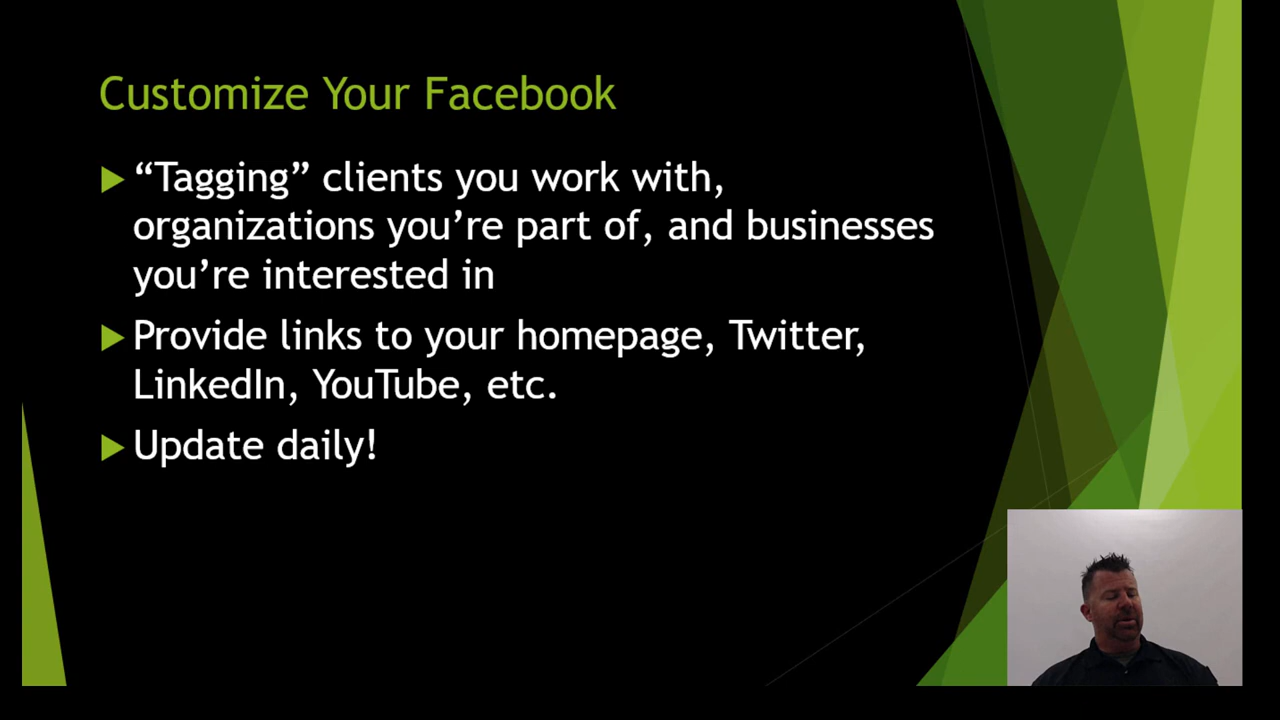 Customize Your Facebook
“Tagging” clients you work with,
organizations you’re part of, and businesses
you’re interested in
Provide links to your homepage, Twitter,
LinkedIn, YouTube, etc.
Update daily!